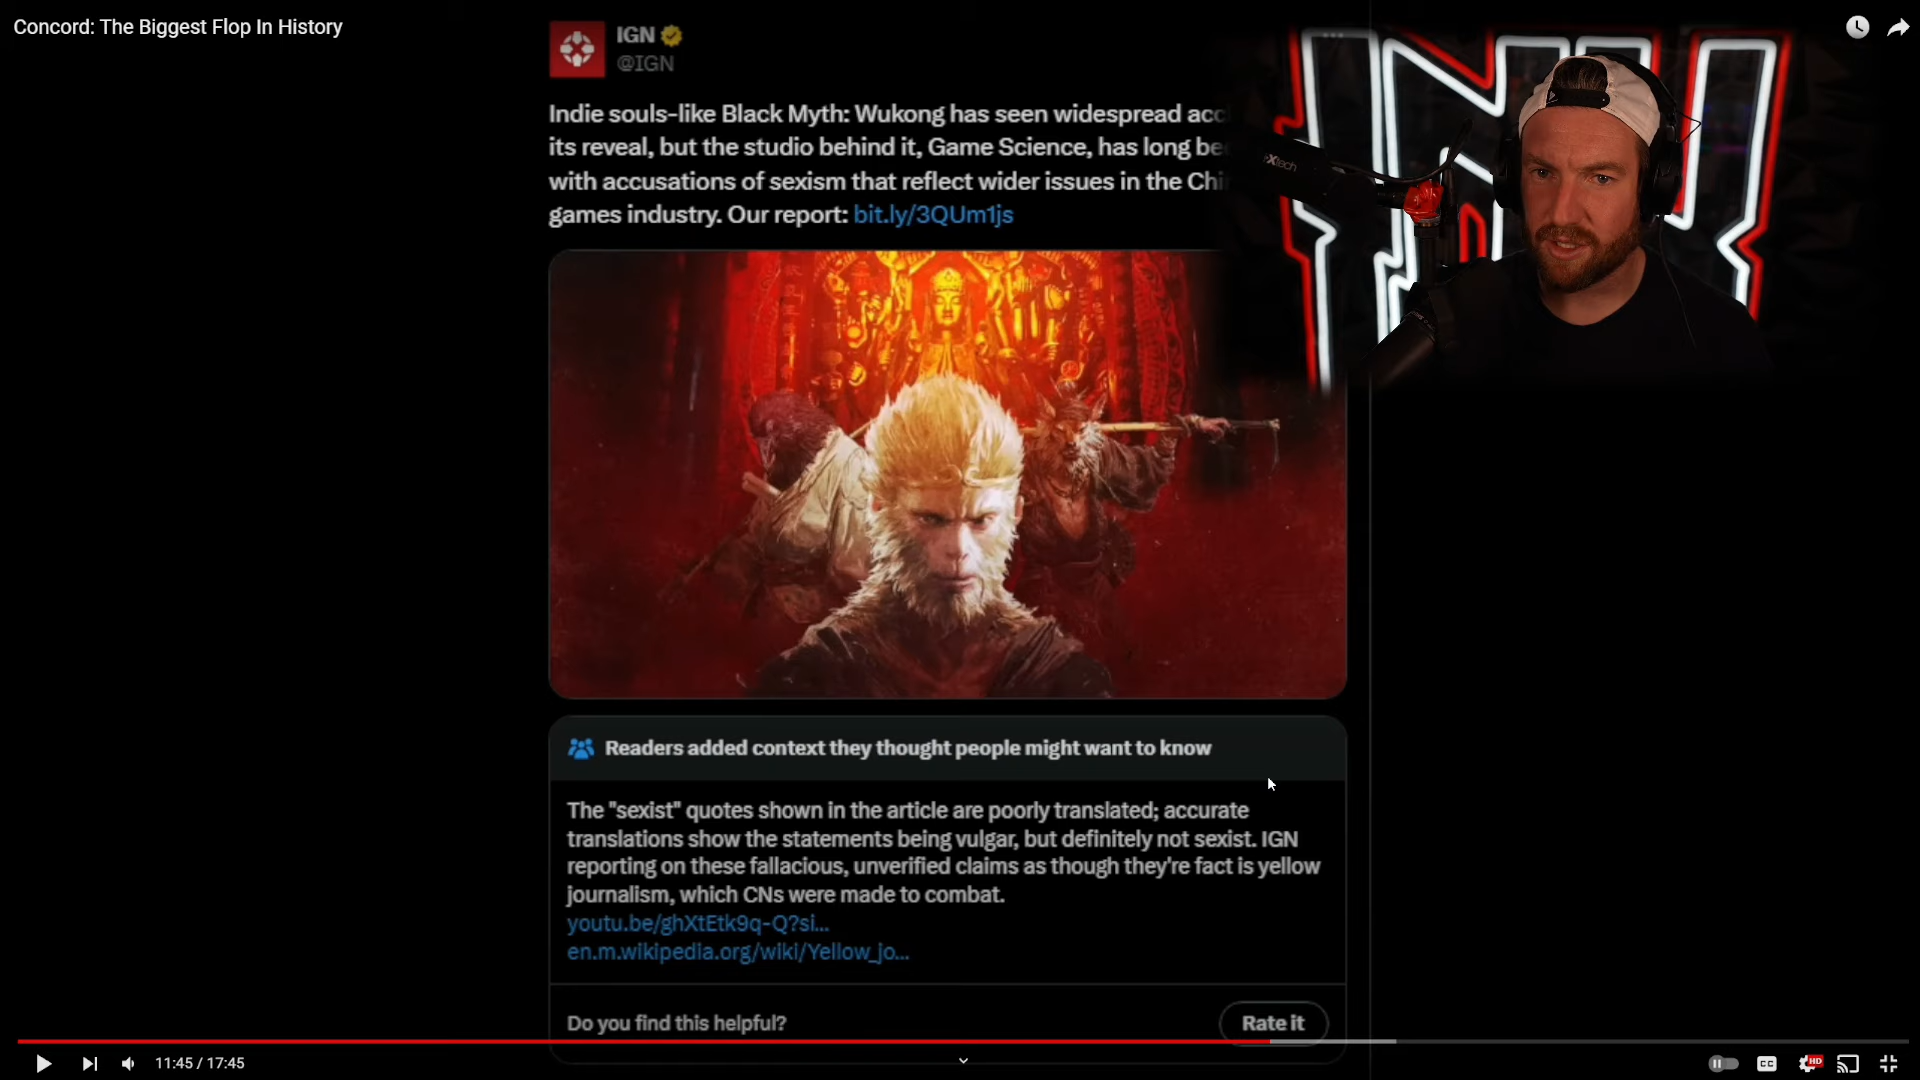 Concord: The Biggest Flop In History
IGN
@IGN
Indie souls-like Black Myth: Wukong has seen widespread
its reveal, but the studio behind it, Game Science, has long
with accusations of sexism that reflect wider issues in the
games industry. Our report: bit.ly/3QUm1js
Readers added context they thought people might want to know
The "sexist" quotes shown in the article are poorly translated; accurate
translations show the statements being vulgar, but definitely not sexist. IGN
reporting on these fallacious, unverified claims as though they're fact is yellow
journalism, which CNs were made to combat.
youtu.be/ghXtEtk9q-Q?si...
en.m.wikipedia.org/wiki/Yellow_jo...
Do you find this helpful?
Rate it
11:45 / 17:45
CC
HD